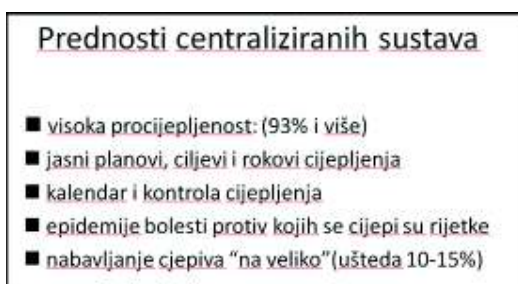 Prednosti centraliziranih sustava
■ visoka procijepljenost: (93% i više)
■ jasni planovi, ciljevi i rokovi cijepljenja
■ kalendar i kontrola cijepljenja
■ epidemije bolesti protiv kojih se cijepi su rijetke
■ nabavljanje cjepiva “na veliko”(ušteda 10-15%)